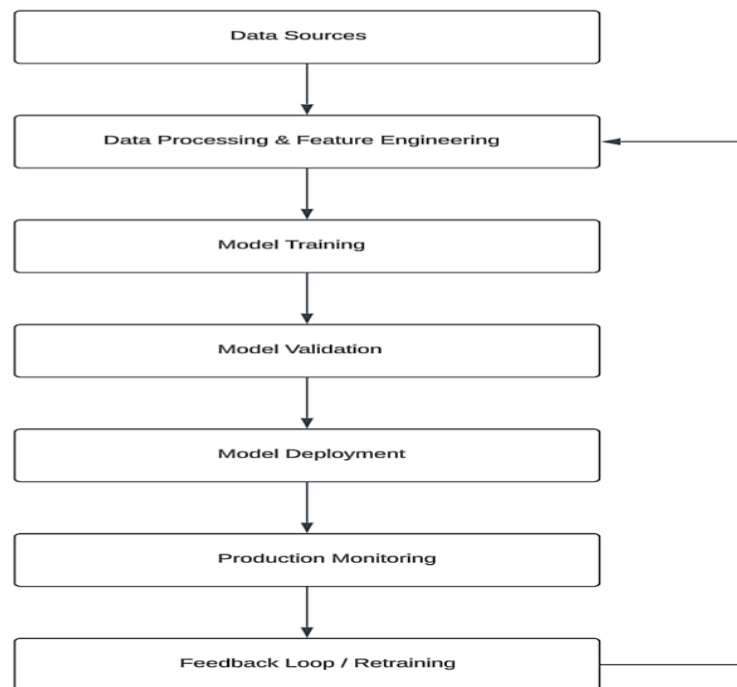 Data Sources
Data Processing & Feature Engineering
Model Training
Model Validation
Model Deployment
Production Monitoring
Feedback Loop / Retraining